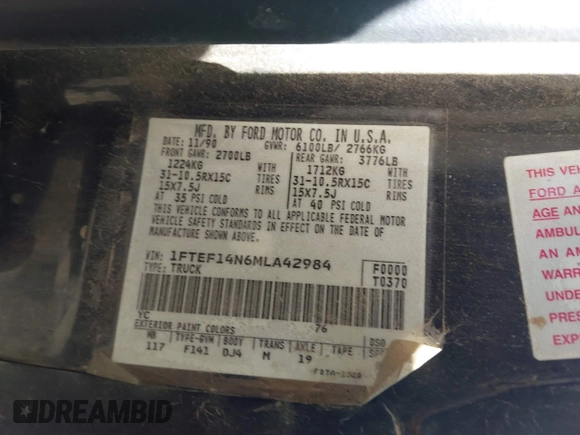 MFD. BY FORD MOTOR CO. IN U.S.A.
DATE: 11/90 GVWR: 6100LB/ 2766KG
FRONT GAWR: 2700LB REAR GAWR: 3776LB
1224KG WITH 1712KG WITH
31-10.5RX15C TIRES 31-10.5RX15C TIRES
15X7.5J RIMS 15X7.5J RIMS
AT 35 PSI COLD AT 40 PSI COLD
THIS VEHICLE CONFORMS TO ALL APPLICABLE FEDERAL MOTOR
VEHICLE SAFETY STANDARDS IN EFFECT ON THE DATE OF
MANUFACTURE SHOWN ABOVE.
VIN: 1FTEF14N6MLA42984 F0000
TYPE: TRUCK T0370
YC 76
EXTERIOR PAINT COLORS DSO
WB TYPE-GVW BODY TRANS AXLE TAPE
117 F141 DJ4 M 19
THIS VEH
FORD A
AGE AN
AMBUL
AN AM
WARR
UNDE
PRES
E
DREAMBID